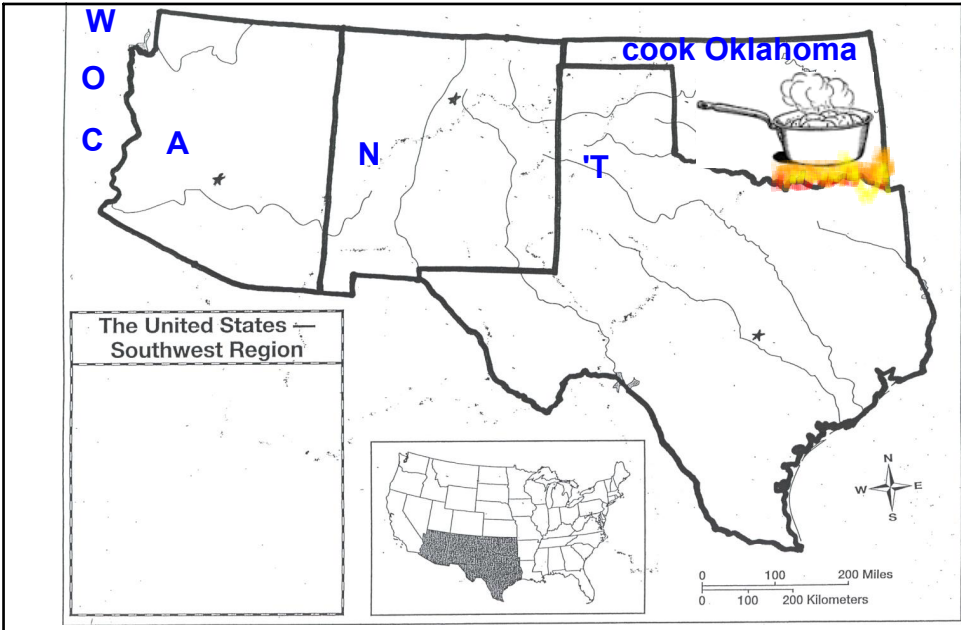 W
O
C
cook Oklahoma
A
N
'T
The United States —
Southwest Region
N
W E
S
0 100 200 Miles
0 100 200 Kilometers